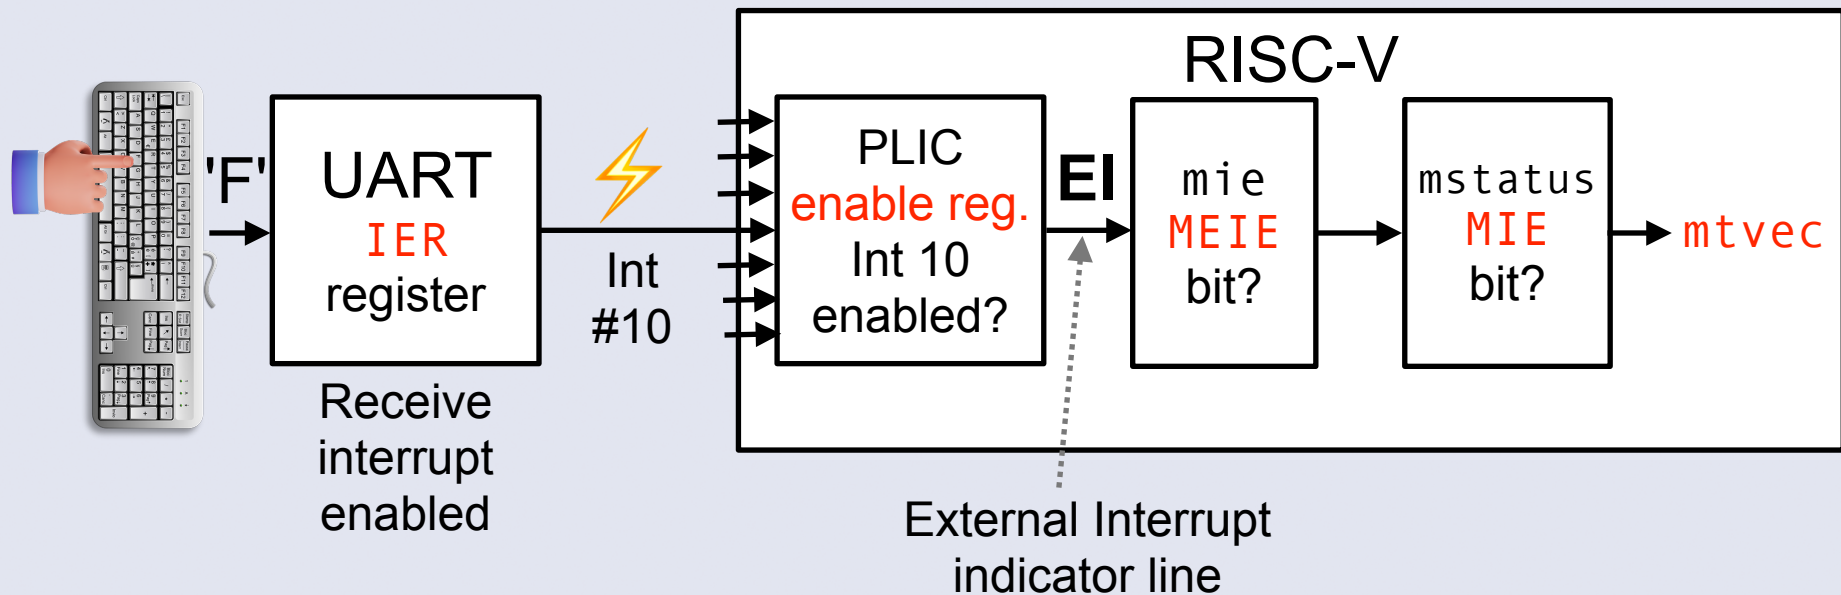 RISC-V
'F'
UART
IER
register
Receive
interrupt
enabled
Int
#10
PLIC
enable reg.
Int 10
enabled?
EI
External Interrupt
indicator line
mie
MEIE
bit?
mstatus
MIE
bit?
mtvec